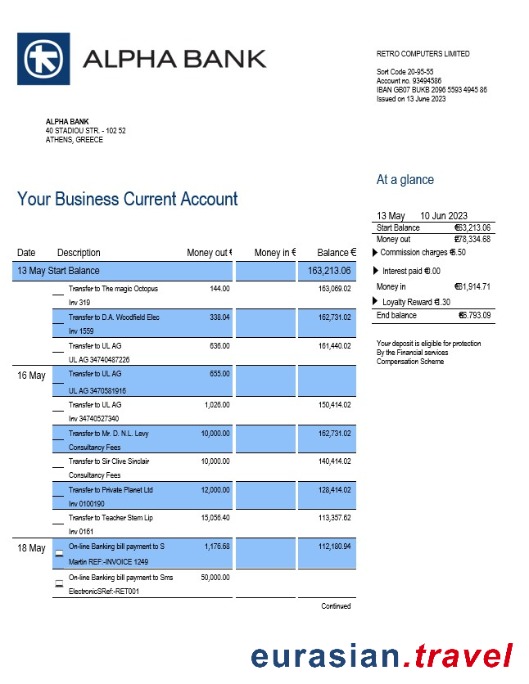 ALPHA BANK
RETRO COMPUTERS LIMITED
Sort Code 20-95-55
Account no. 93494586
IBAN GB07 BUKB 2096 5593 4945 86
Issued on 13 June 2023
ALPHA BANK
40 STADIOU STR. - 102 52
ATHENS, GREECE
At a glance
Your Business Current Account
13 May 10 Jun 2023
Start Balance €63,213.06
Money out €78,334.68
Commission charges €6.50
Interest paid €0.00
Money in €81,914.71
Loyalty Reward €1.30
End balance €6.793.09
Your deposit is eligible for protection
By the Financial services
Compensation Scheme
Date Description Money out € Money in € Balance €
13 May Start Balance 163,213.06
Transfer to The magic Octopus 144.00 163,069.02
Inv 319
Transfer to D.A. Woodfield Elec 338.04 162,731.02
Inv 1559
Transfer to UL AG 636.00 161,440.02
UL AG 34740487226
16 May Transfer to UL AG 655.00
UL AG 3470581916
Transfer to UL AG 1,026.00 150,414.02
Inv 34740527340
Transfer to Mr. D. N.L. Levy 10,000.00 162,731.02
Consultancy Fees
Transfer to Sir Clive Sinclair 10,000.00 140,414.02
Consultancy Fees
Transfer to Private Planet Ltd 12,000.00 128,414.02
Inv 0100190
Transfer to Teacher Stern Lip 15,056.40 113,357.62
Inv 0161
18 May On-line Banking bill payment to S 1,176.68 112,180.94
Martin REF:-INVOICE 1249
On-line Banking bill payment to Sms 50,000.00
ElectronicSRef:-RET001
Continued
eurasian.travel